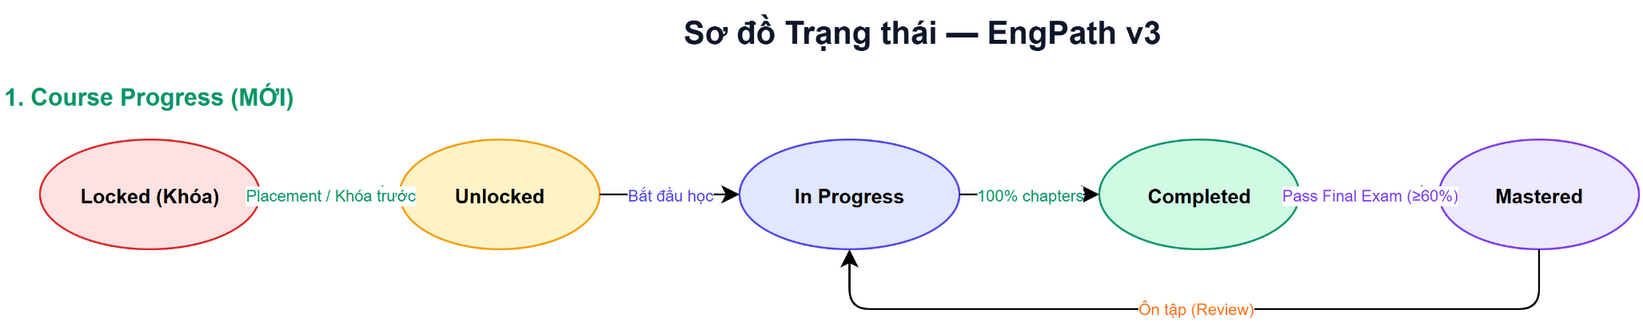 Sơ đồ Trạng thái — EngPath v3
1. Course Progress (MỚI)
Locked (Khóa)
Placement / Khóa trước
Unlocked
Bắt đầu học
In Progress
100% chapters
Completed
Pass Final Exam (≥60%)
Mastered
Ôn tập (Review)